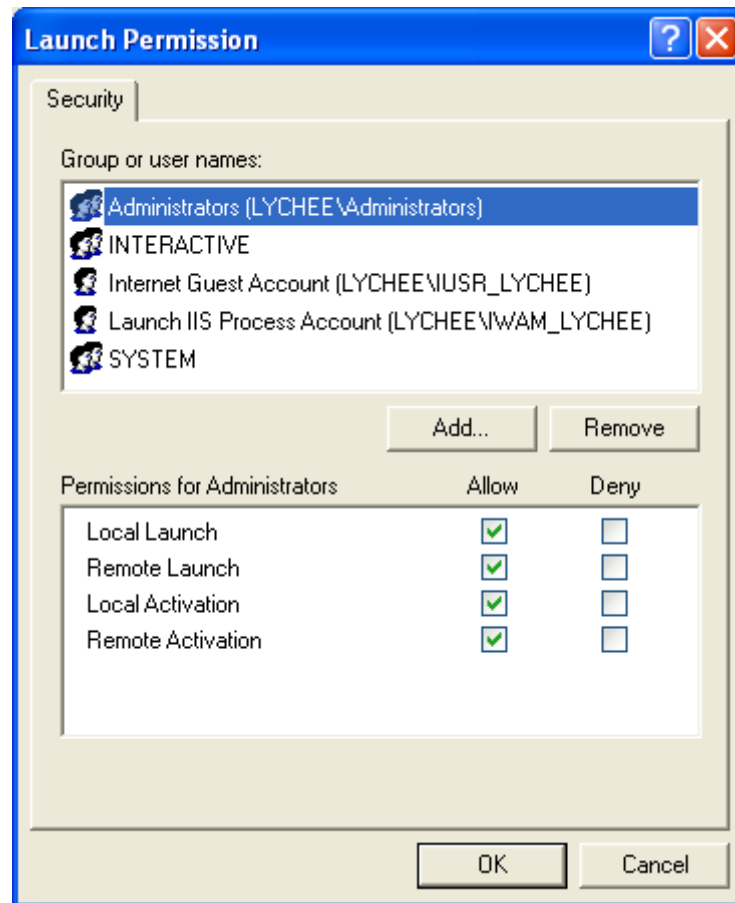 Launch Permission
Security
Group or user names:
Administrators (LYCHEE\Administrators)
INTERACTIVE
Internet Guest Account (LYCHEE\IUSR_LYCHEE)
Launch IIS Process Account (LYCHEE\IWAM_LYCHEE)
SYSTEM
Add... Remove
Permissions for Administrators Allow Deny
Local Launch
Remote Launch
Local Activation
Remote Activation
OK Cancel